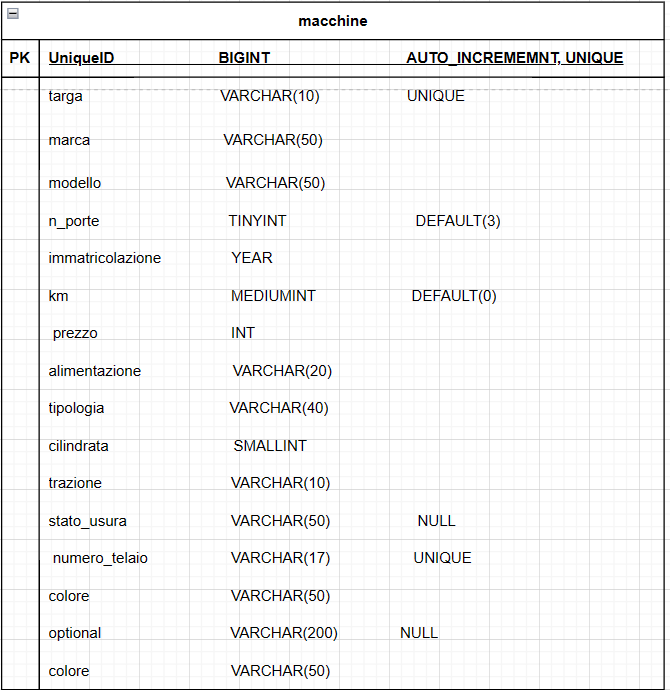 macchine
PK UniqueID BIGINT AUTO_INCREMEMNT, UNIQUE
targa VARCHAR(10) UNIQUE
marca VARCHAR(50)
modello VARCHAR(50)
n_porte TINYINT DEFAULT(3)
immatricolazione YEAR
km MEDIUMINT DEFAULT(0)
prezzo INT
alimentazione VARCHAR(20)
tipologia VARCHAR(40)
cilindrata SMALLINT
trazione VARCHAR(10)
stato_usura VARCHAR(50) NULL
numero_telaio VARCHAR(17) UNIQUE
colore VARCHAR(50)
optional VARCHAR(200) NULL
colore VARCHAR(50)